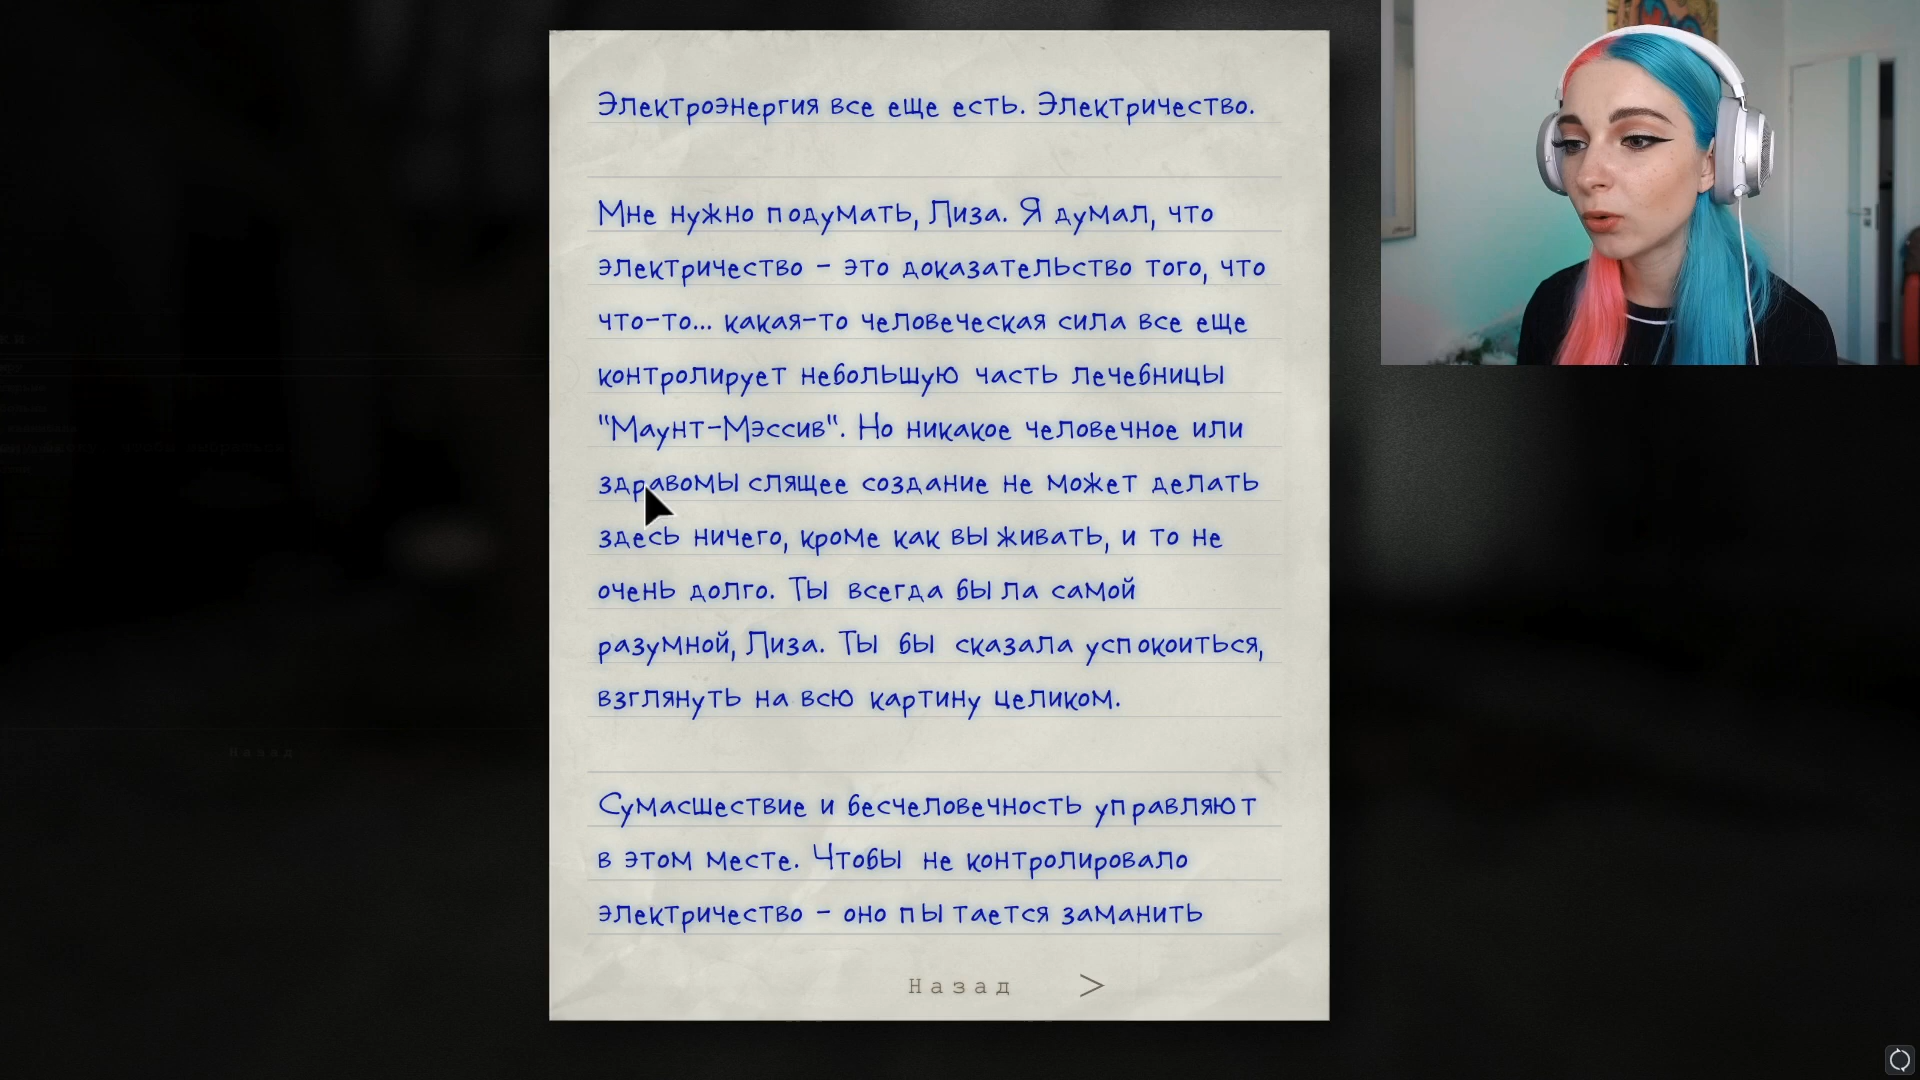 Электроэнергия все еще есть. Электричество.
Мне нужно подумать, Лиза. Я думал, что
электричество - это доказательство того, что
что-то... какая-то человеческая сила все еще
контролирует небольшую часть лечебницы
"Маунт-Мэссив". Но никакое человечное или
здравомыслящее создание не может делать
здесь ничего, кроме как выживать, и то не
очень долго. Ты всегда была самой
разумной, Лиза. Ты бы сказала успокоиться,
взглянуть на всю картину целиком.
Сумасшествие и бесчеловечность управляют
в этом месте. Чтобы не контролировало
электричество - оно пытается заманить
Назад >
Назад